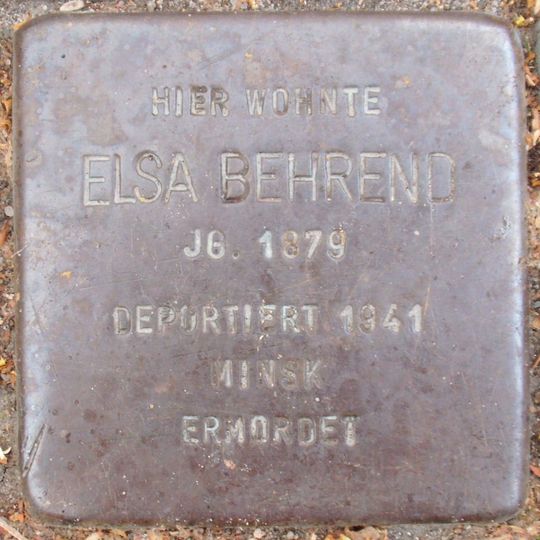 HIER WOHNTE
ELSA BEHREND
JG. 1879
DEPORTIERT 1941
MINSK
ERMORDET